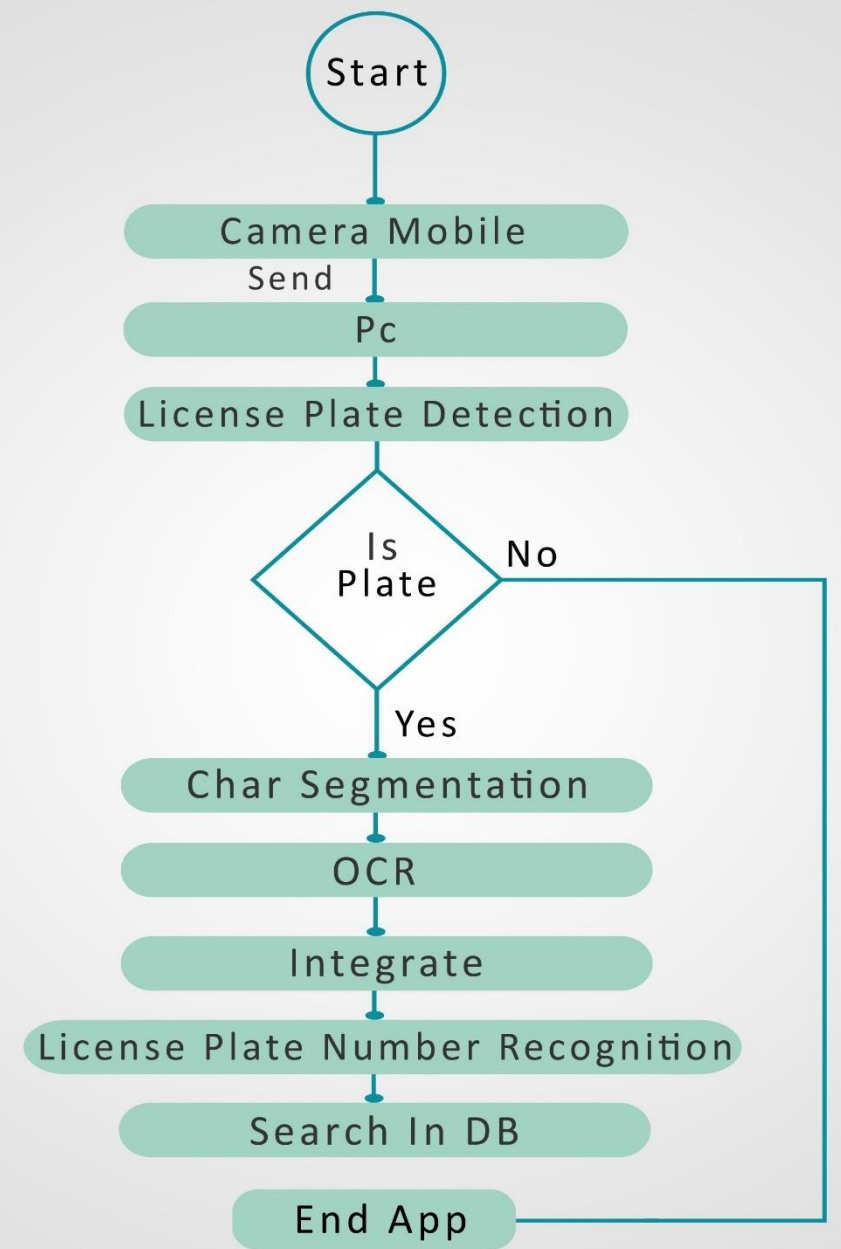 Start
Camera Mobile
Send
Pc
License Plate Detection
Is
Plate
No
Yes
Char Segmentation
OCR
Integrate
License Plate Number Recognition
Search In DB
End App